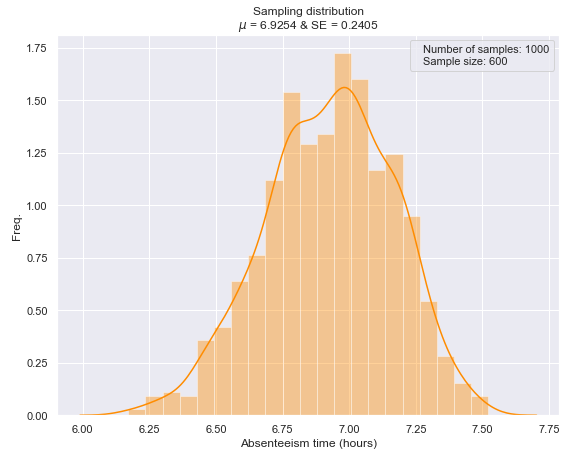 Sampling distribution
μ = 6.9254 & SE = 0.2405
Number of samples: 1000
Sample size: 600
1.75
1.50
1.25
1.00
0.75
0.50
0.25
0.00
Freq.
6.00 6.25 6.50 6.75 7.00 7.25 7.50 7.75
Absenteeism time (hours)